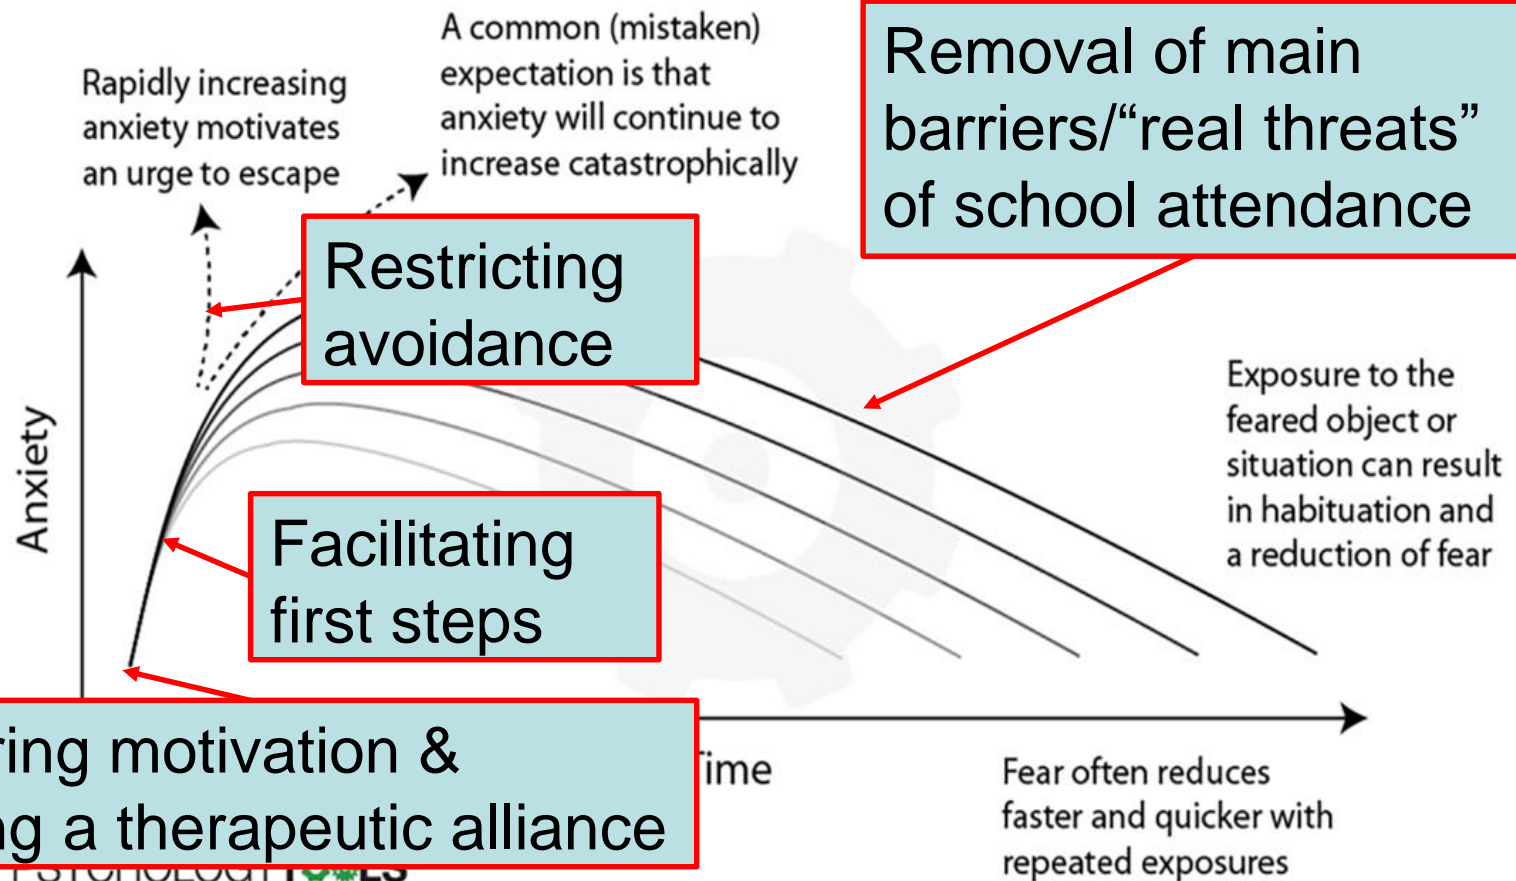 Rapidly increasing
anxiety motivates
an urge to escape
A common (mistaken)
expectation is that
anxiety will continue to
increase catastrophically
Removal of main
barriers/“real threats”
of school attendance
Restricting
avoidance
Anxiety
Exposure to the
feared object or
situation can result
in habituation and
a reduction of fear
Facilitating
first steps
motivation &
a therapeutic alliance
Fear often reduces
faster and quicker with
repeated exposures